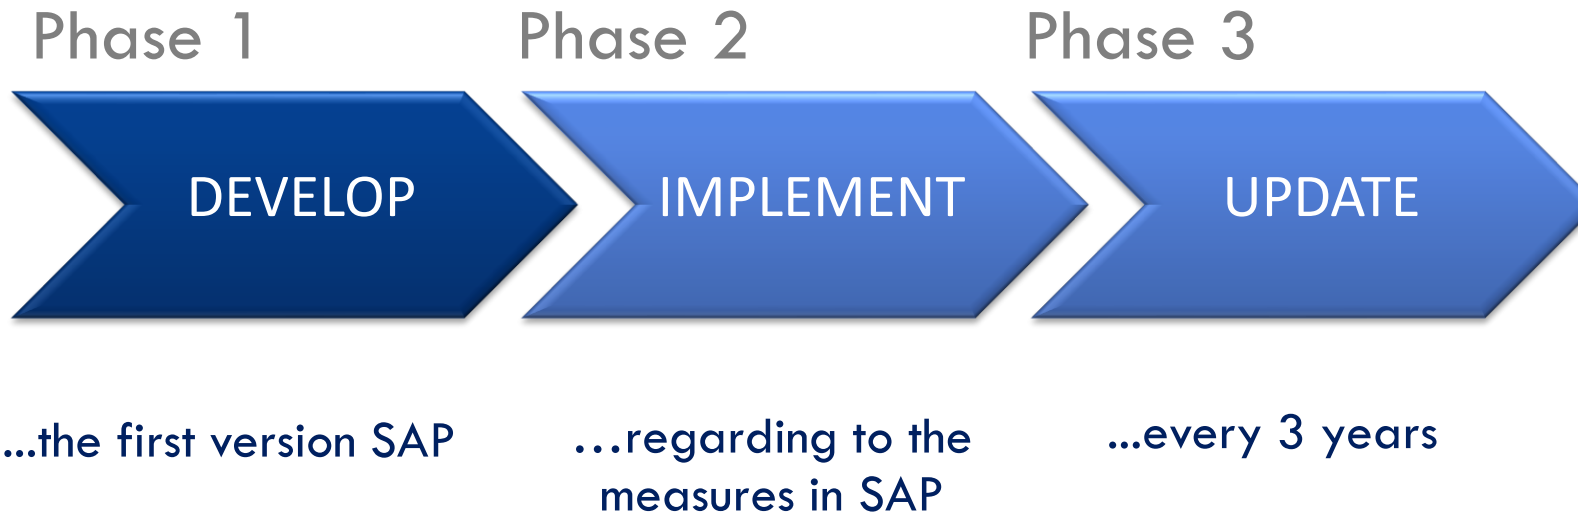 Phase 1
Phase 2
Phase 3
DEVELOP
IMPLEMENT
UPDATE
...the first version SAP
...regarding to the
measures in SAP
...every 3 years